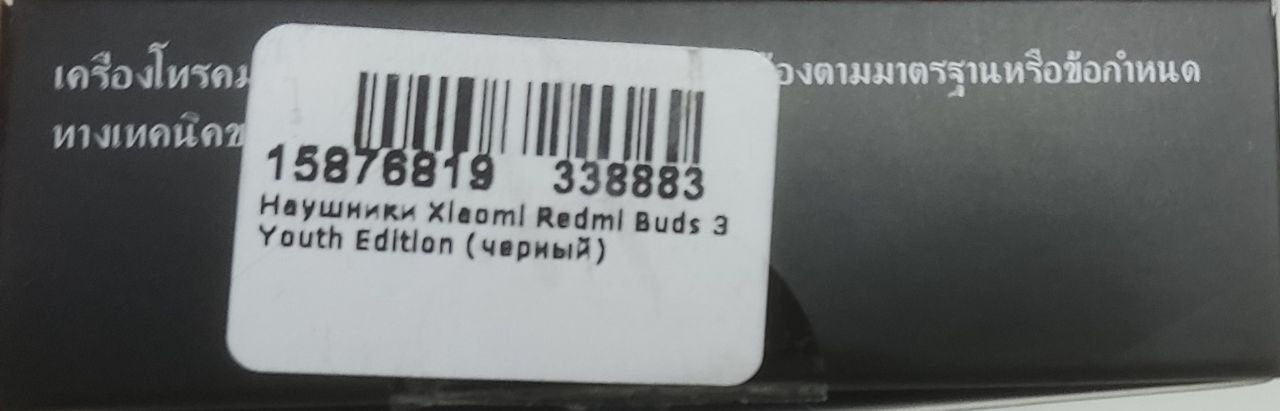 เครื่องโทรคม
ตามมาตรฐานหรือข้อกำหนด
ทางเทคนิคข
15876819 338883
Наушники Xiaomi Redmi Buds 3
Youth Edition (черный)